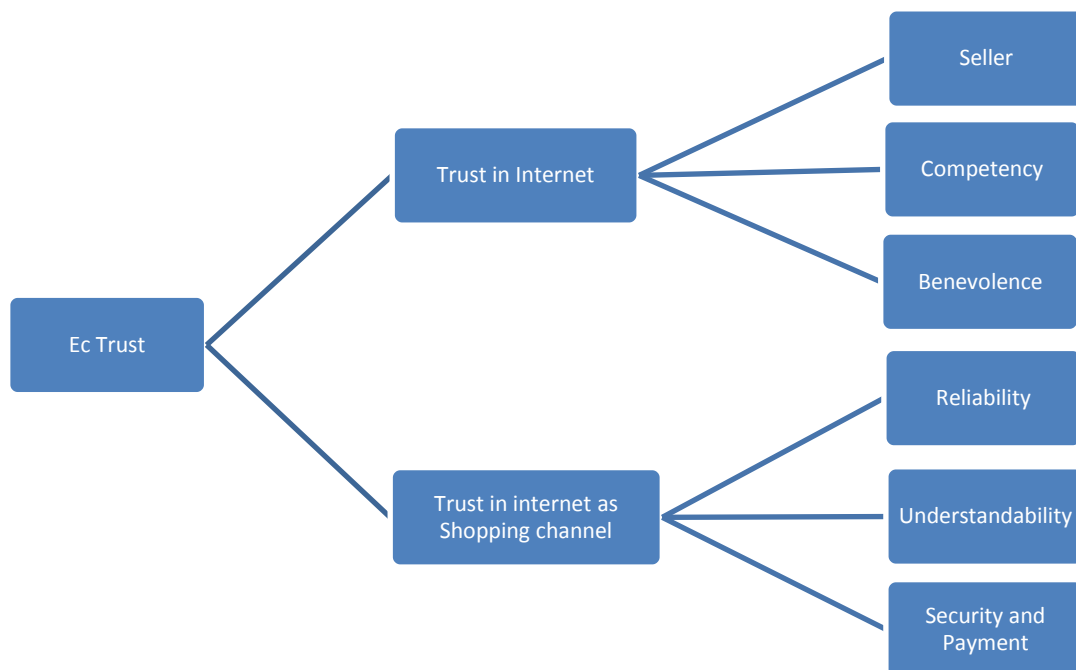 Seller
Trust in Internet
Competency
Benevolence
Ec Trust
Reliability
Trust in internet as
Shopping channel
Understandability
Security and
Payment